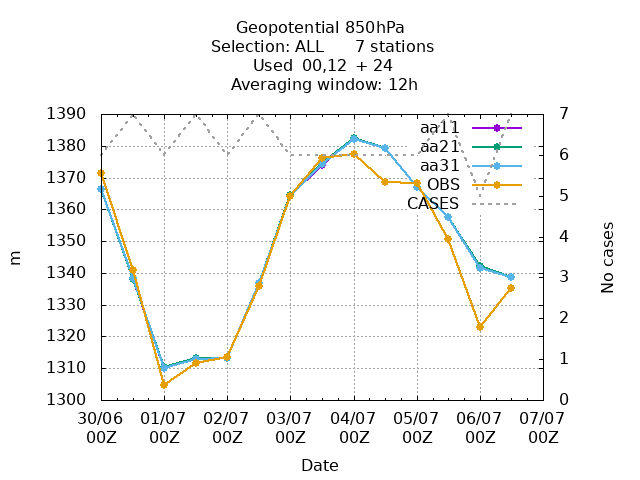 Geopotential 850hPa
Selection: ALL 7 stations
Used 00,12 + 24
Averaging window: 12h
1390
1380
1370
1360
1350
1340
1330
1320
1310
1300
m
7
6
5
4
3
2
1
0
No cases
aa11
aa21
aa31
OBS
CASES
30/06 01/07 02/07 03/07 04/07 05/07 06/07 07/07
00Z 00Z 00Z 00Z 00Z 00Z 00Z 00Z
Date